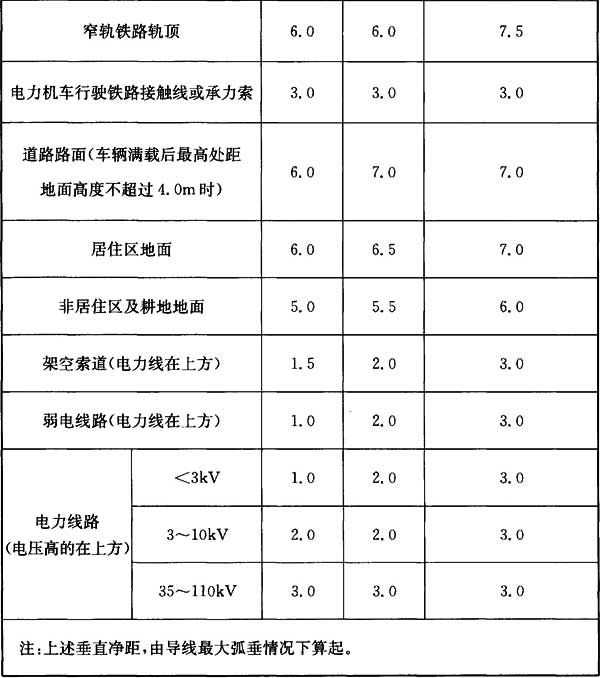 窄轨铁路轨顶 6.0 6.0 7.5
电力机车行驶铁路接触线或承力索 3.0 3.0 3.0
道路路面(车辆满载后最高处距
地面高度不超过4.0m时) 6.0 7.0 7.0
居住区地面 6.0 6.5 7.0
非居住区及耕地地面 5.0 5.5 6.0
架空索道(电力线在上方) 1.5 2.0 3.0
弱电线路(电力线在上方) 1.0 2.0 3.0
电力线路
(电压高的在上方)
<3kV 1.0 2.0 3.0
3~10kV 2.0 2.0 3.0
35~110kV 3.0 3.0 3.0
注:上述垂直净距,由导线最大弧垂情况下算起。